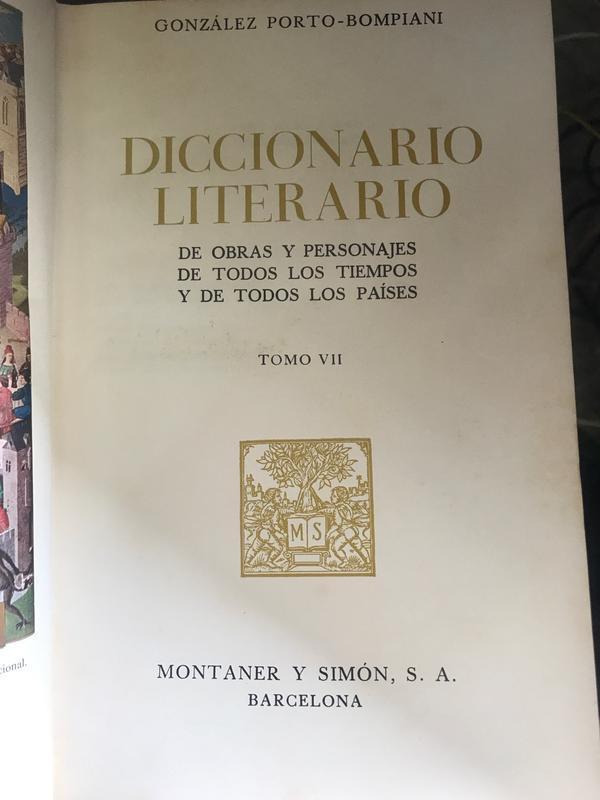 GONZÁLEZ PORTO-BOMPIANI
DICCIONARIO
LITERARIO
DE OBRAS Y PERSONAJES
DE TODOS LOS TIEMPOS
Y DE TODOS LOS PAÍSES
TOMO VII
M S
MONTANER Y SIMÓN, S. A.
BARCELONA
cional.